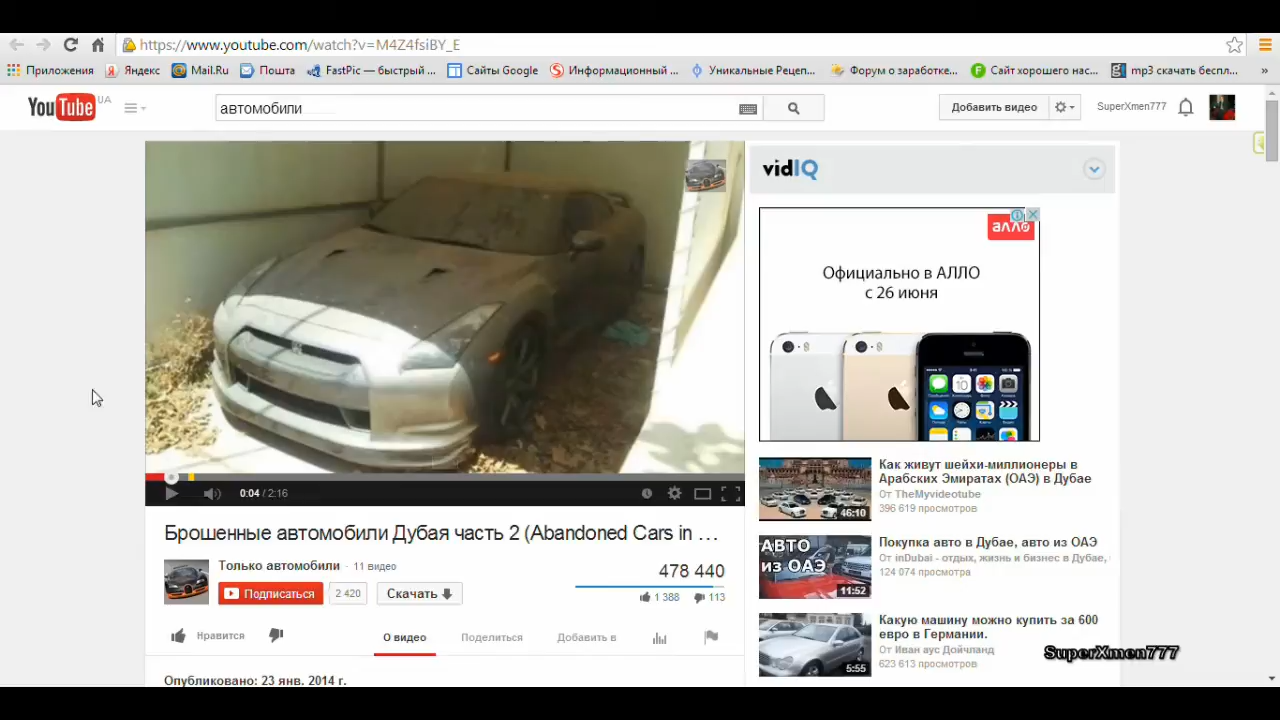 https://www.youtube.com/watch?v=M4Z4fsiBY_E
Приложения
Яндекс
Mail.Ru
Почта
FastPic — быстрый ...
Сайты Google
Информационный ...
Уникальные Рецеп...
Форум о заработке...
Сайт хорошего нас...
mp3 скачать беспл...
»
YouTube UA
автомобили
Добавить видео
SuperXmen777
vidIQ
алло
Официально в АЛЛО
с 26 июня
0:04 / 2:16
Брошенные автомобили Дубая часть 2 (Abandoned Cars in ...
Только автомобили · 11 видео
Подписаться
2 420
Скачать
478 440
1 388
113
Нравится
О видео
Поделиться
Добавить в
Опубликовано: 23 янв. 2014 г.
46:10
Как живут шейхи-миллионеры в
Арабских Эмиратах (ОАЭ) в Дубае
От TheMyvideotube
396 619 просмотров
АВТО
из ОАЭ
11:52
Покупка авто в Дубае, авто из ОАЭ
От inDubai - отдых, жизнь и бизнес в Дубае,
124 074 просмотра
5:55
Какую машину можно купить за 600
евро в Германии.
От Иван аус Дойчланд
623 613 просмотров
SuperXmen777